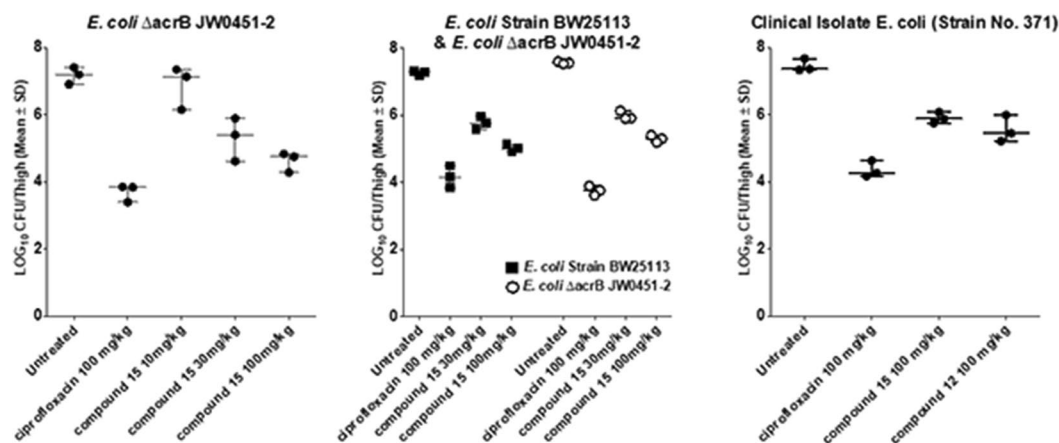 E. coli ΔacrB JW0451-2
LOG10 CFU/Thigh (Mean ± SD)
8
6
4
2
0
Untreated
ciprofloxacin 100 mg/kg
compound 15 10mg/kg
compound 15 30mg/kg
compound 15 100mg/kg
E. coli Strain BW25113
& E. coli ΔacrB JW0451-2
LOG10 CFU/Thigh (Mean ± SD)
8
6
4
2
0
E. coli Strain BW25113
E. coli ΔacrB JW0451-2
Untreated
ciprofloxacin 100 mg/kg
compound 15 30mg/kg
compound 15 100mg/kg
Untreated
ciprofloxacin 100 mg/kg
compound 15 30mg/kg
compound 15 100mg/kg
Clinical Isolate E. coli (Strain No. 371)
LOG10 CFU/Thigh (Mean ± SD)
8
6
4
2
0
Untreated
ciprofloxacin 100 mg/kg
compound 15 100 mg/kg
compound 12 100 mg/kg